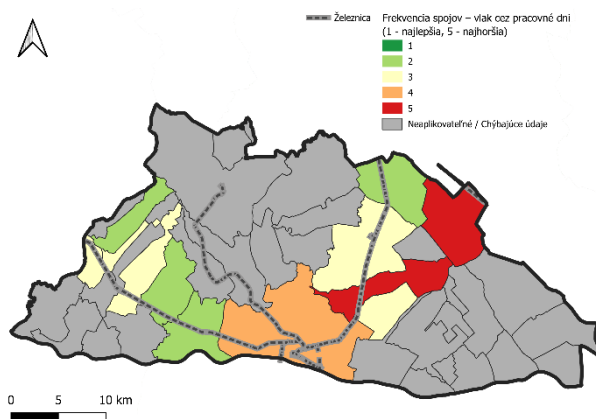 Železnica
Frekvencia spojov – vlak cez pracovné dni
(1 - najlepšia, 5 - najhoršia)
1
2
3
4
5
Neaplikovateľné / Chýbajúce údaje
0 5 10 km